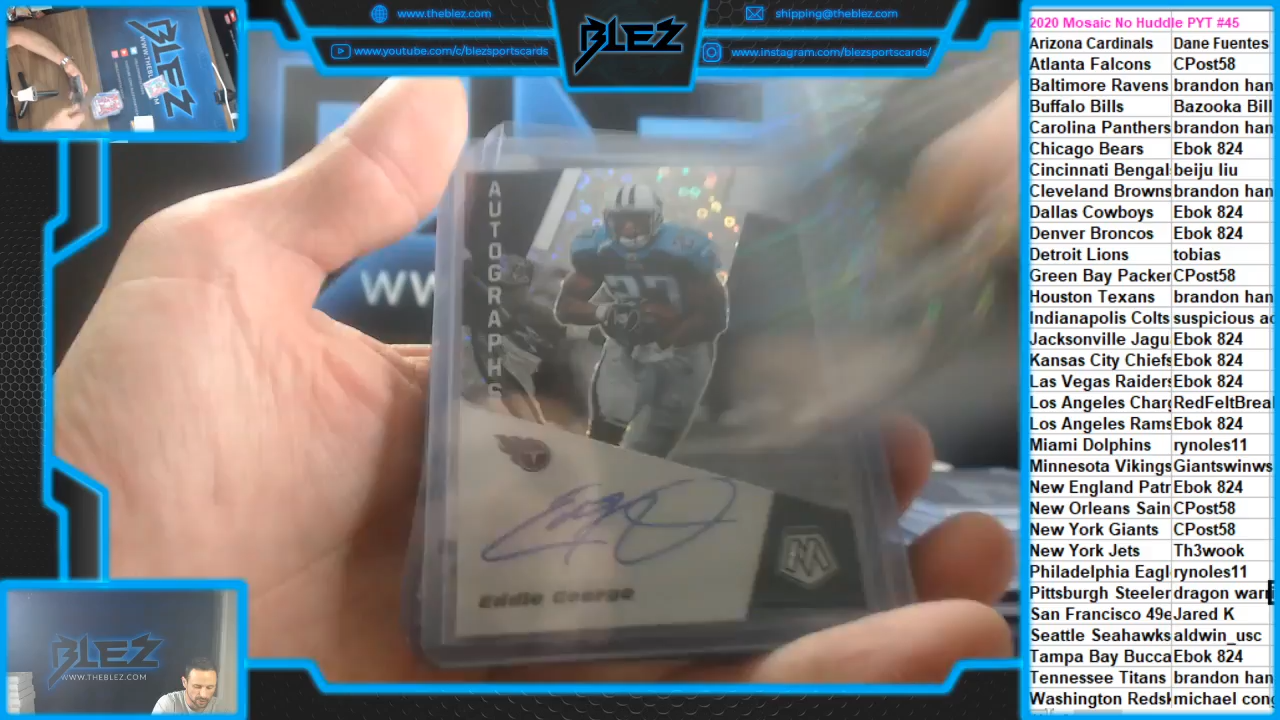 www.theblez.com
www.youtube.com/c/blezsportscards
BLEZ
shipping@theblez.com
www.instagram.com/blezsportscards/
AUTOGRAPHS
27
Eddie George
M
BLEZ
WWW.THEBLEZ.COM
2020 Mosaic No Huddle PYT #45
Arizona Cardinals Dane Fuentes
Atlanta Falcons CPost58
Baltimore Ravens brandon han
Buffalo Bills Bazooka Bill
Carolina Panthers brandon han
Chicago Bears Ebok 824
Cincinnati Bengal beiju liu
Cleveland Browns brandon han
Dallas Cowboys Ebok 824
Denver Broncos Ebok 824
Detroit Lions tobias
Green Bay Packer CPost58
Houston Texans brandon han
Indianapolis Colts suspicious ac
Jacksonville Jagu Ebok 824
Kansas City Chiefs Ebok 824
Las Vegas Raiders Ebok 824
Los Angeles Charg RedFeltBrea
Los Angeles Rams Ebok 824
Miami Dolphins rynoles11
Minnesota Vikings Giantswinws
New England Patr Ebok 824
New Orleans Sain CPost58
New York Giants CPost58
New York Jets Th3wook
Philadelphia Eagl rynoles11
Pittsburgh Steeler dragon warri
San Francisco 49e Jared K
Seattle Seahawks aldwin_usc
Tampa Bay Bucca Ebok 824
Tennessee Titans brandon han
Washington Redsk michael cong